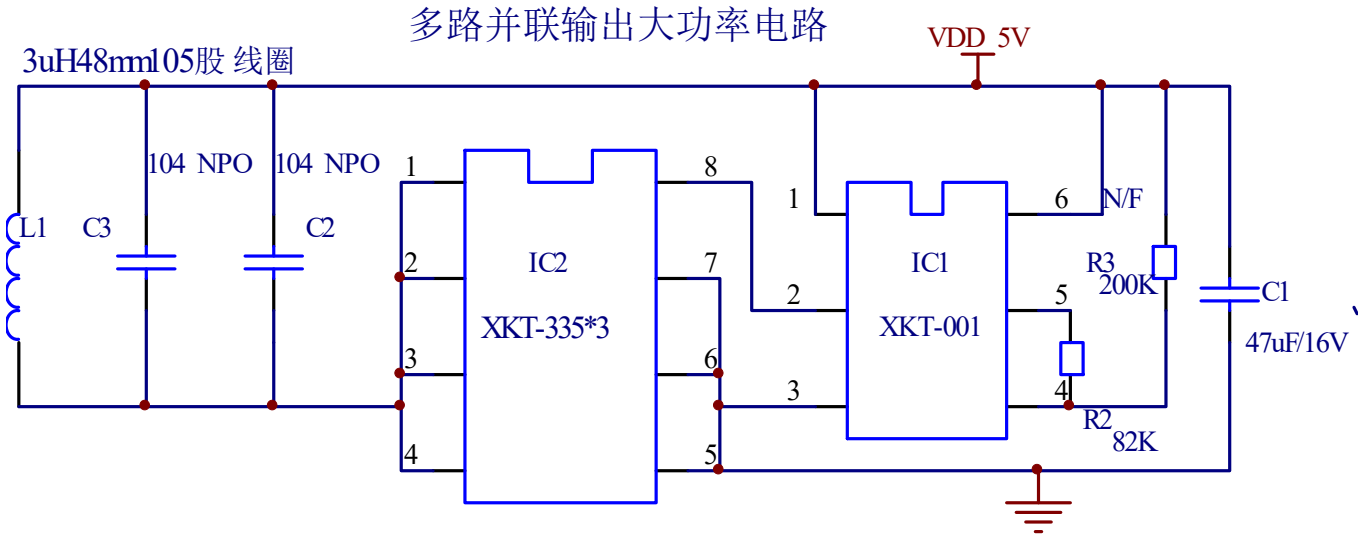 多路并联输出大功率电路
VDD 5V
3uH48mm105股 线圈
104 NPO
104 NPO
L1
C3
C2
1
2
3
4
IC2
XKT-335*3
8
7
6
5
1
2
3
IC1
XKT-001
6
5
4
N/F
R3
200K
R2
82K
C1
47uF/16V